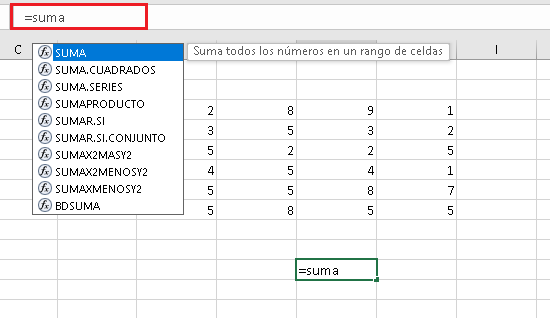 =suma
C I
SUMA
Suma todos los números en un rango de celdas
SUMA.CUADRADOS
SUMA.SERIES
SUMAPRODUCTO
SUMAR.SI
SUMAR.SI.CONJUNTO
SUMAX2MASY2
SUMAX2MENOSY2
SUMAXMENOSY2
BDSUMA
2 8 9 1
3 5 3 2
5 2 2 5
4 5 4 1
5 5 8 7
5 8 5 5
=suma